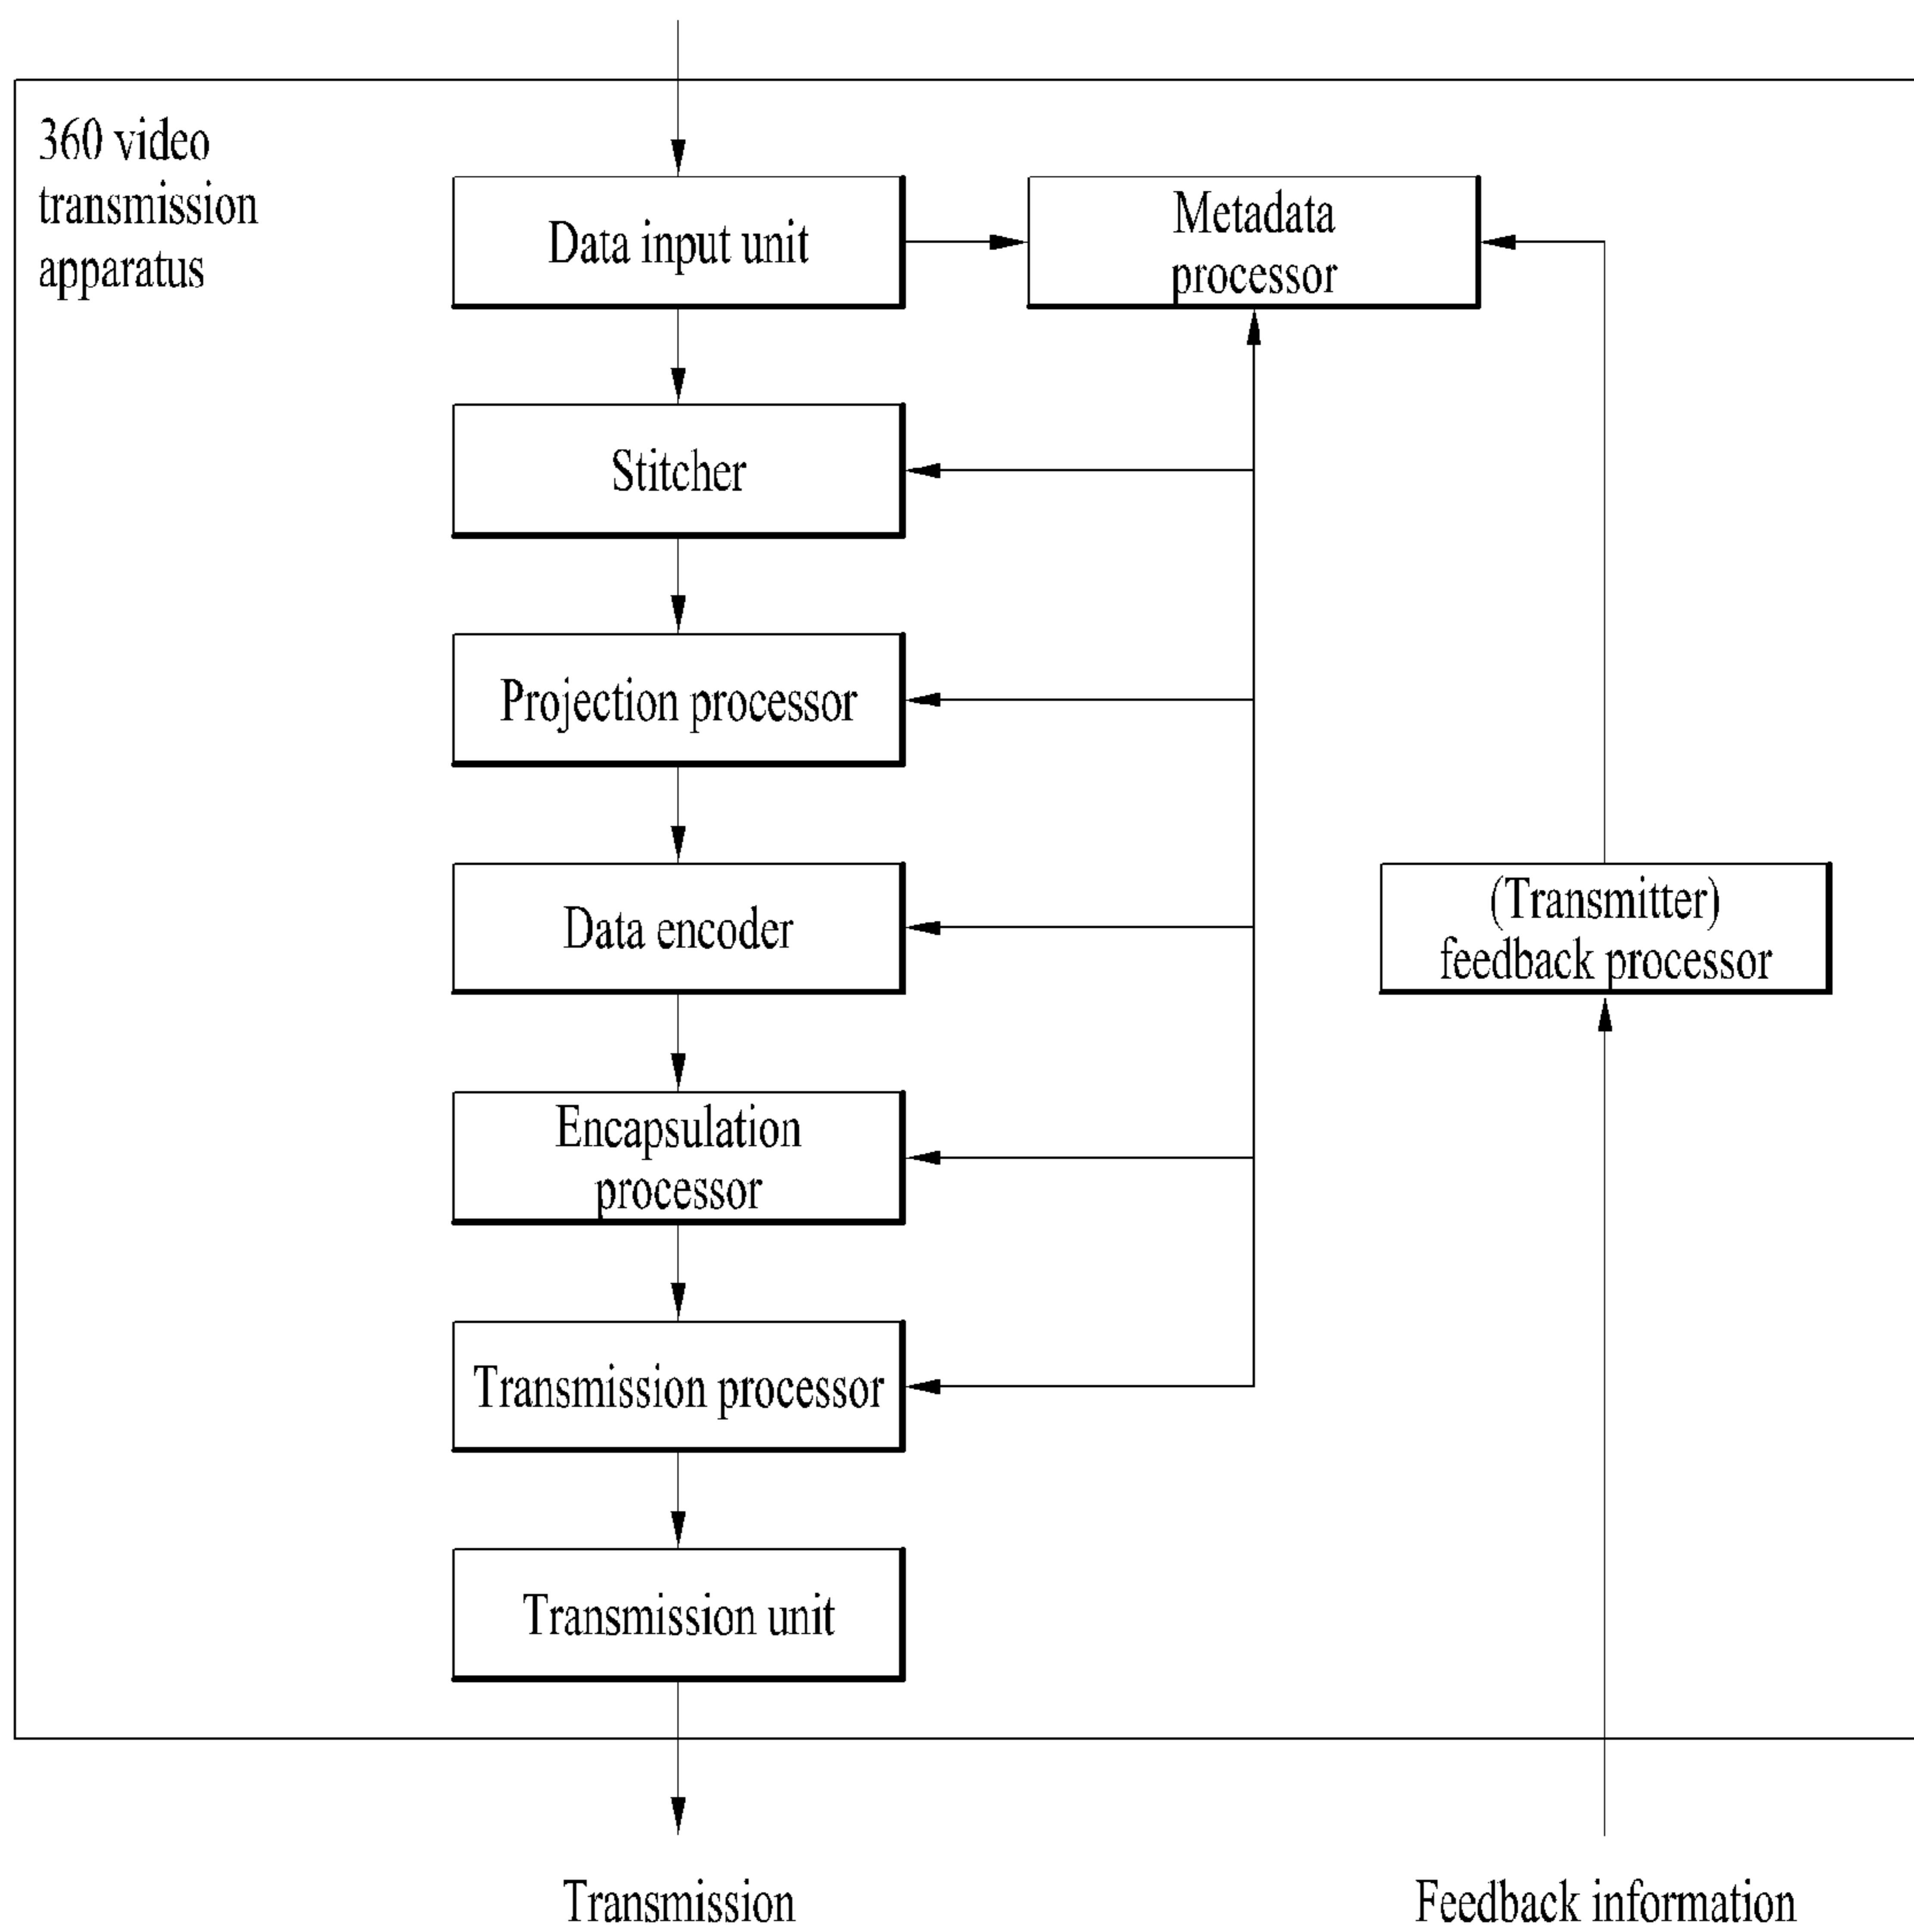 360 video
transmission
apparatus
Data input unit
Metadata
processor
Stitcher
Projection processor
Data encoder
(Transmitter)
feedback processor
Encapsulation
processor
Transmission processor
Transmission unit
Transmission
Feedback information